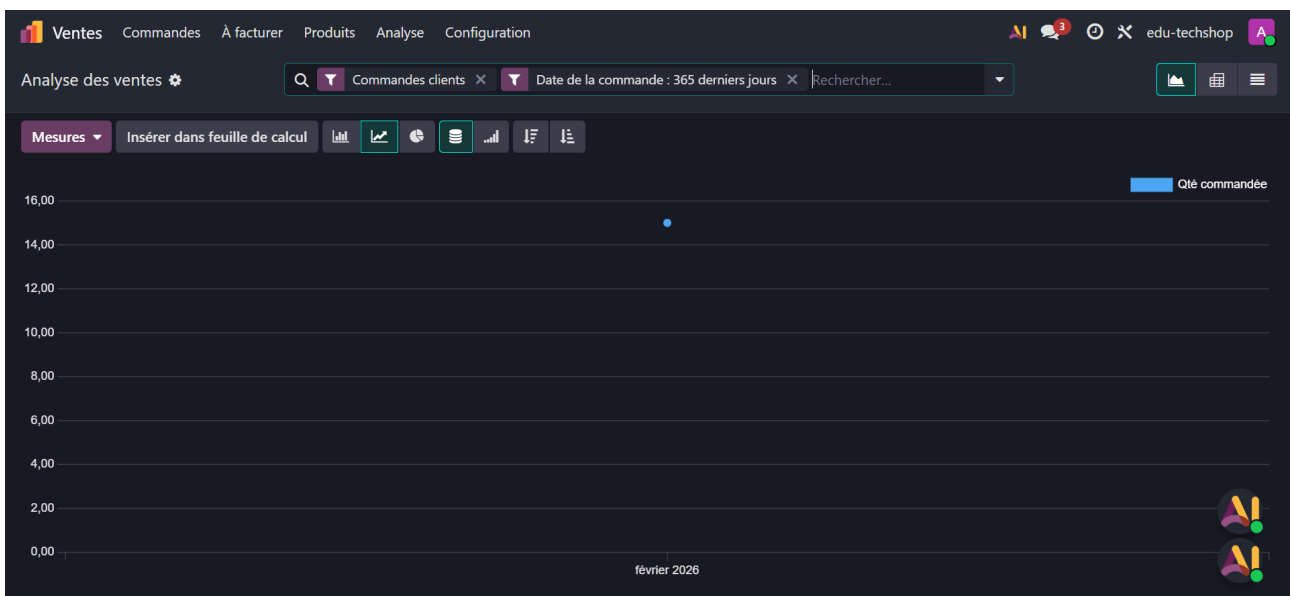 Ventes Commandes À facturer Produits Analyse Configuration 3 edu-techshop A
Analyse des ventes Commandes clients × Date de la commande : 365 derniers jours × Rechercher...
Mesures Insérer dans feuille de calcul
Qté commandée
16,00
14,00
12,00
10,00
8,00
6,00
4,00
2,00
0,00
février 2026